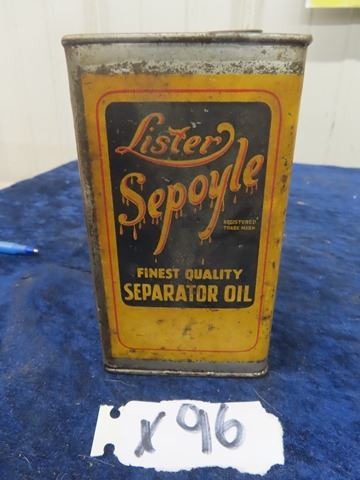 Lister
Sepoyle
REGISTERED
TRADE MARK
FINEST QUALITY
SEPARATOR OIL
X96